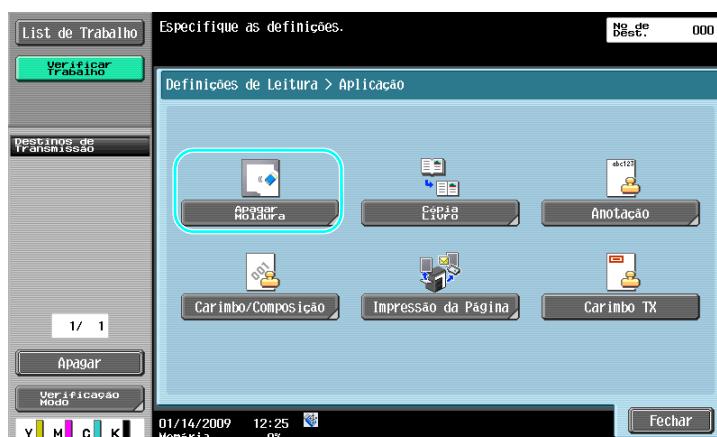 List de Trabalho
Verificar
Trabalho
Destinos de
Transmissão
1/ 1
Apagar
Verificação
Modo
Y M C K
Especifique as definições.
Nº de
Dest. 000
Definições de Leitura > Aplicação
Apagar
Moldura
Cópia
Livro
abc123
Anotação
001
Carimbo/Composição
Impressão da Página
Carimbo TX
Fechar
01/14/2009 12:25
Memória 0%